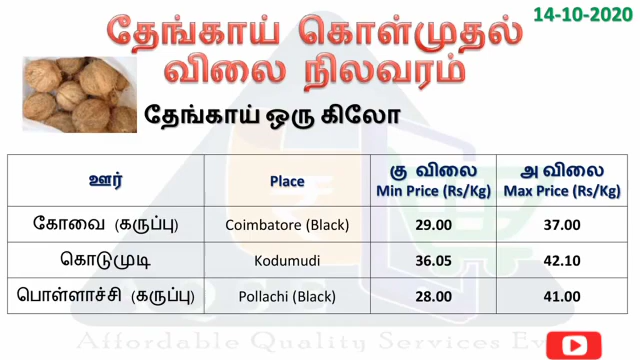 14-10-2020
தேங்காய் கொள்முதல்
விலை நிலவரம்
தேங்காய் ஒரு கிலோ
ஊர் Place கு விலை Min Price (Rs/Kg) அ விலை Max Price (Rs/Kg)
கோவை (கருப்பு) Coimbatore (Black) 29.00 37.00
கொடுமுடி Kodumudi 36.05 42.10
பொள்ளாச்சி (கருப்பு) Pollachi (Black) 28.00 41.00
Affordable Quality Services Ev